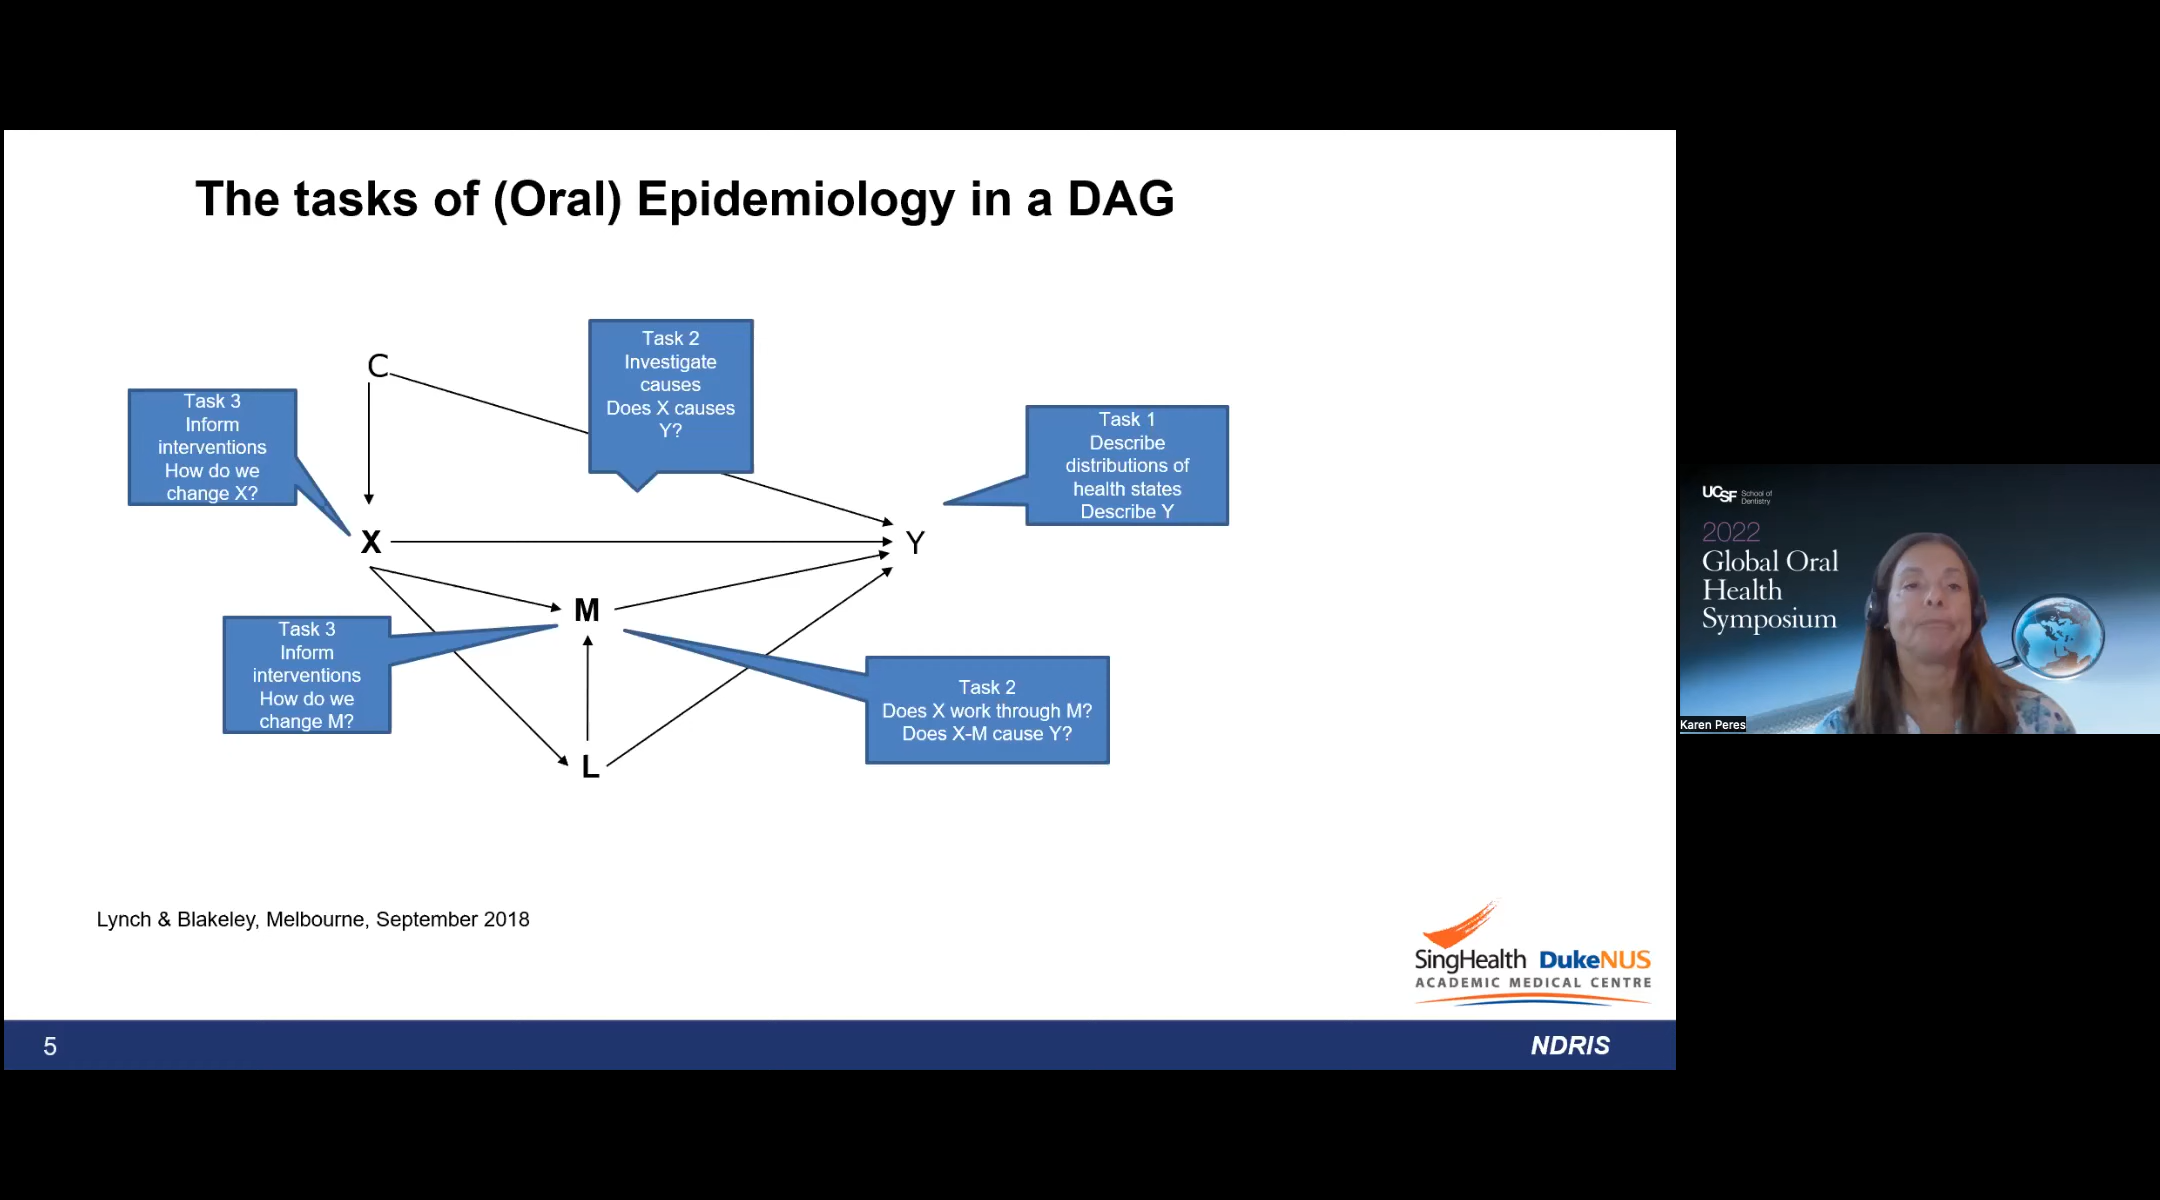 The tasks of (Oral) Epidemiology in a DAG
C
Task 2
Investigate
causes
Does X causes
Y?
Task 3
Inform
interventions
How do we
change X?
Task 1
Describe
distributions of
health states
Describe Y
X
Y
M
Task 3
Inform
interventions
How do we
change M?
Task 2
Does X work through M?
Does X-M cause Y?
L
Lynch & Blakeley, Melbourne, September 2018
SingHealth DukeNUS
ACADEMIC MEDICAL CENTRE
5
NDRIS
UCSF School of
Dentistry
2022
Global Oral
Health
Symposium
Karen Peres